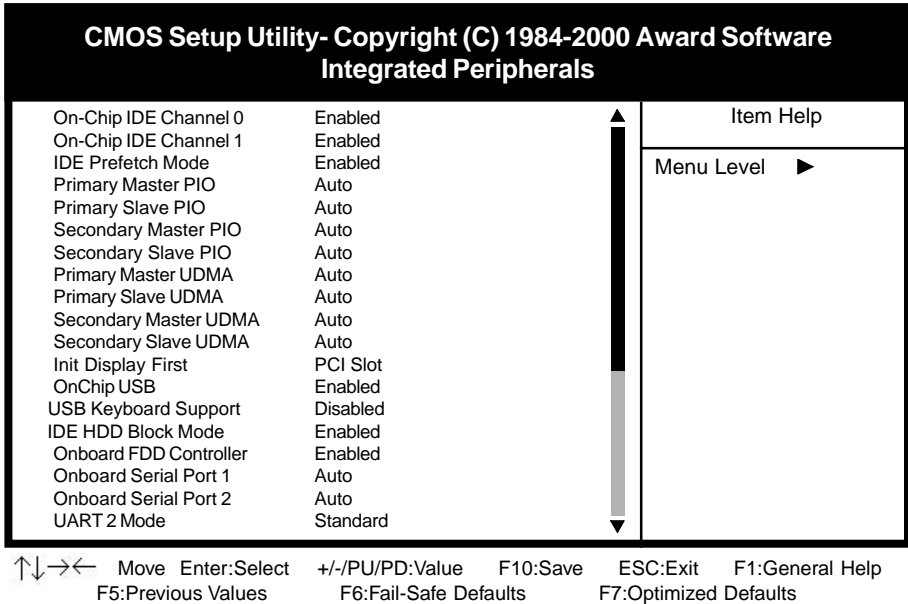 CMOS Setup Utility- Copyright (C) 1984-2000 Award Software
Integrated Peripherals
On-Chip IDE Channel 0 Enabled
On-Chip IDE Channel 1 Enabled
IDE Prefetch Mode Enabled
Primary Master PIO Auto
Primary Slave PIO Auto
Secondary Master PIO Auto
Secondary Slave PIO Auto
Primary Master UDMA Auto
Primary Slave UDMA Auto
Secondary Master UDMA Auto
Secondary Slave UDMA Auto
Init Display First PCI Slot
OnChip USB Enabled
USB Keyboard Support Disabled
IDE HDD Block Mode Enabled
Onboard FDD Controller Enabled
Onboard Serial Port 1 Auto
Onboard Serial Port 2 Auto
UART 2 Mode Standard
Item Help
Menu Level ▶
↑↓→← Move Enter:Select +/-/PU/PD:Value F10:Save ESC:Exit F1:General Help
F5:Previous Values F6:Fail-Safe Defaults F7:Optimized Defaults